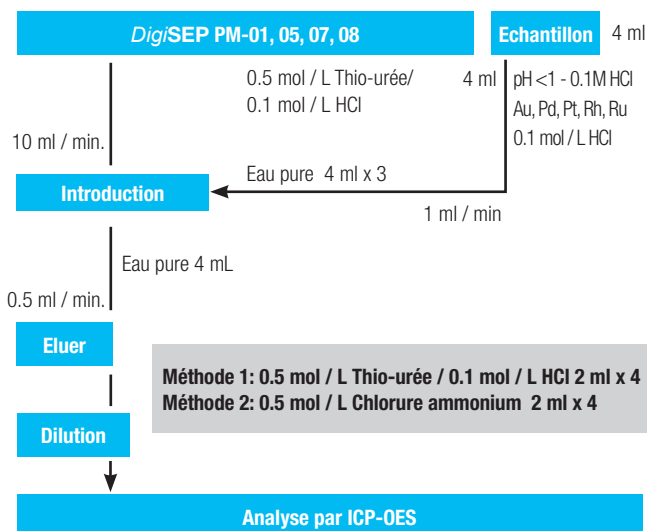 DigiSEP PM-01, 05, 07, 08
Echantillon
4 ml
0.5 mol / L Thio-urée/
0.1 mol / L HCl
4 ml
pH <1 - 0.1M HCl
Au, Pd, Pt, Rh, Ru
0.1 mol / L HCl
10 ml / min.
Eau pure 4 ml x 3
Introduction
1 ml / min
Eau pure 4 mL
0.5 ml / min.
Eluer
Méthode 1: 0.5 mol / L Thio-urée / 0.1 mol / L HCl 2 ml x 4
Méthode 2: 0.5 mol / L Chlorure ammonium 2 ml x 4
Dilution
Analyse par ICP-OES